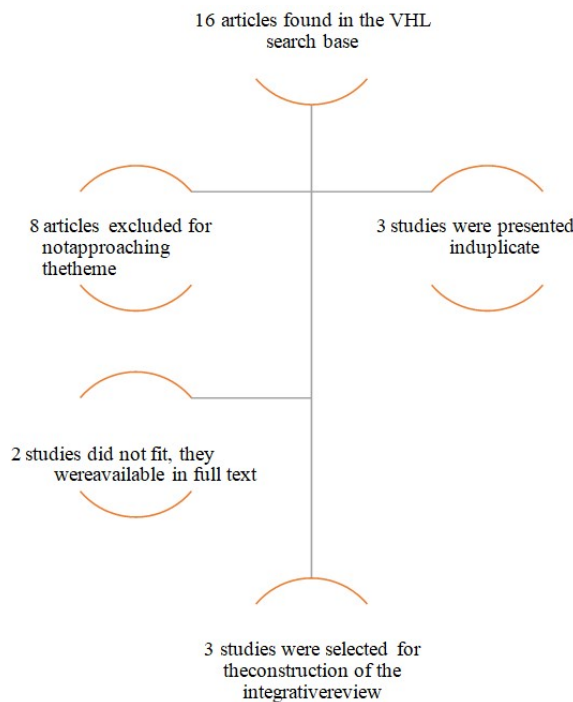 16 articles found in the VHL
search base
8 articles excluded for
notapproaching
thetheme
3 studies were presented
induplicate
2 studies did not fit, they
wereavailable in full text
3 studies were selected for
theconstruction of the
integrativereview